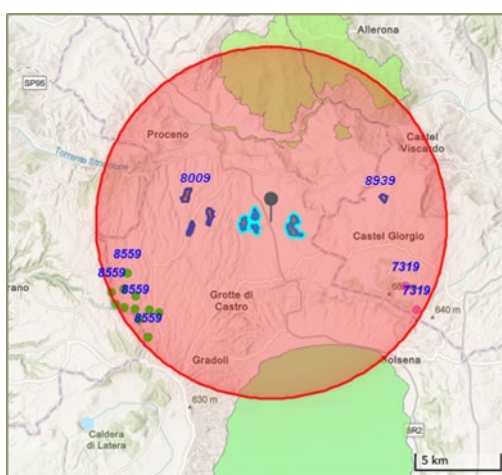 Allerona
SP95
Proceno
Castel
Viscardo
Torrente Stridolone
8009
8939
Castel Giorgio
8559
8559
7319
8559
7319
rano
Grotte di
Castro
640 m
8559
Gradoli
Bolsena
630 m
Caldera
di Latera
SR2
5 km